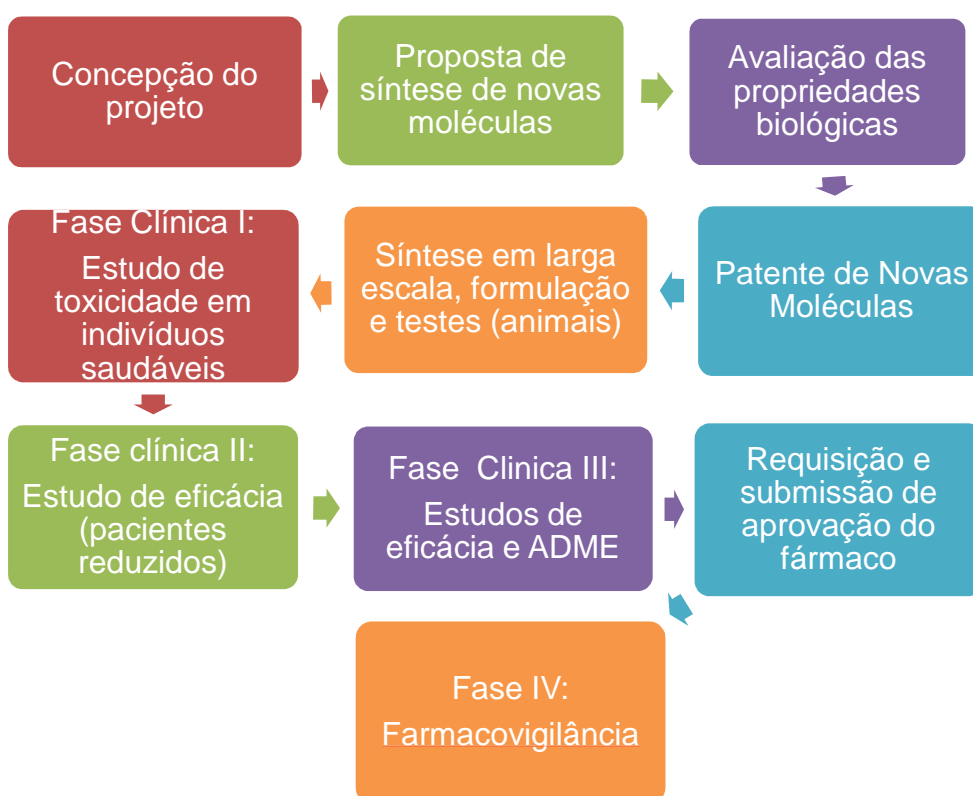 Concepção do
projeto
Proposta de
síntese de novas
moléculas
Avaliação das
propriedades
biológicas
Patente de Novas
Moléculas
Síntese em larga
escala, formulação
e testes (animais)
Fase Clínica I:
Estudo de
toxicidade em
indivíduos
saudáveis
Fase clínica II:
Estudo de eficácia
(pacientes
reduzidos)
Fase Clinica III:
Estudos de
eficácia e ADME
Requisição e
submissão de
aprovação do
fármaco
Fase IV:
Farmacovigilância